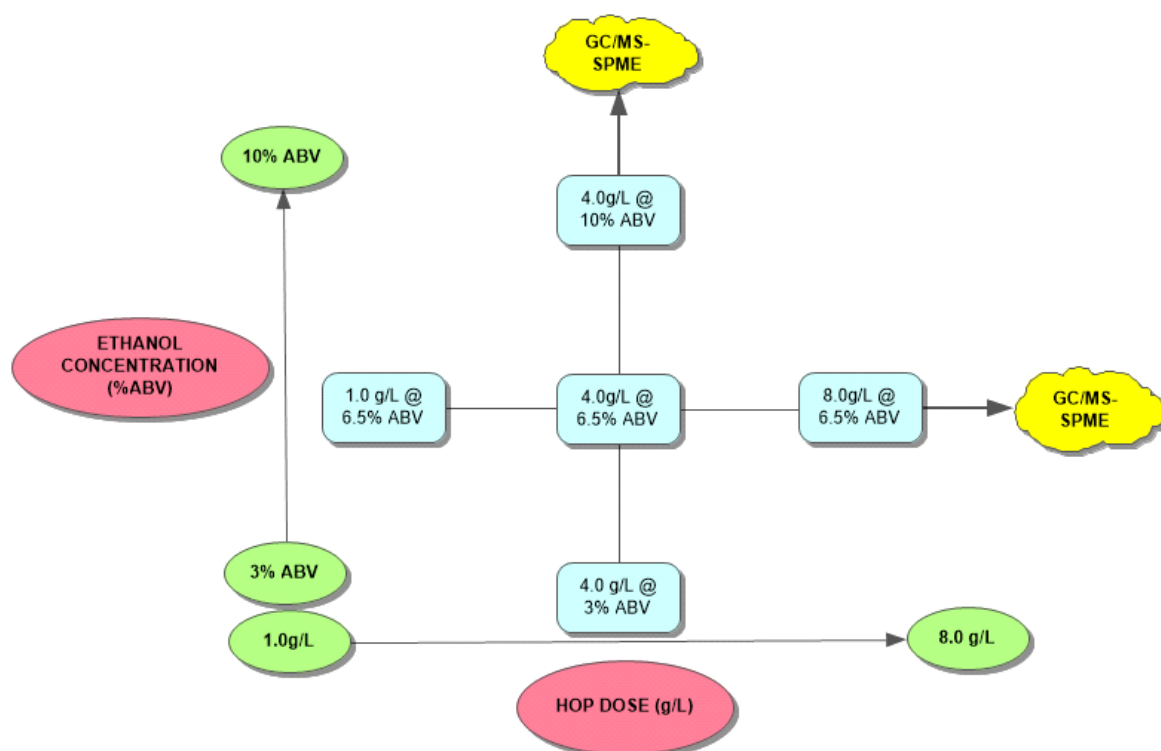 GC/MS-
SPME
10% ABV
4.0g/L @
10% ABV
ETHANOL
CONCENTRATION
(%ABV)
1.0 g/L @
6.5% ABV
4.0g/L @
6.5% ABV
8.0g/L @
6.5% ABV
GC/MS-
SPME
3% ABV
4.0 g/L @
3% ABV
1.0g/L
8.0 g/L
HOP DOSE (g/L)